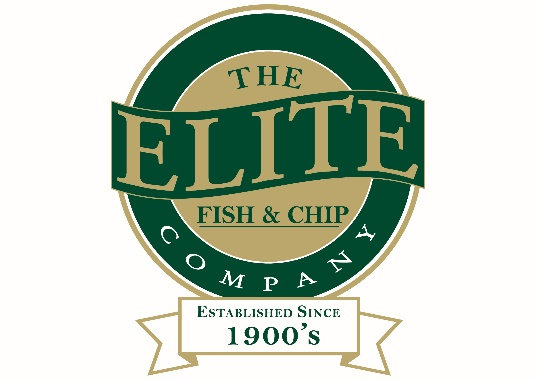 THE
ELITE
FISH & CHIP
COMPANY
ESTABLISHED SINCE
1900's